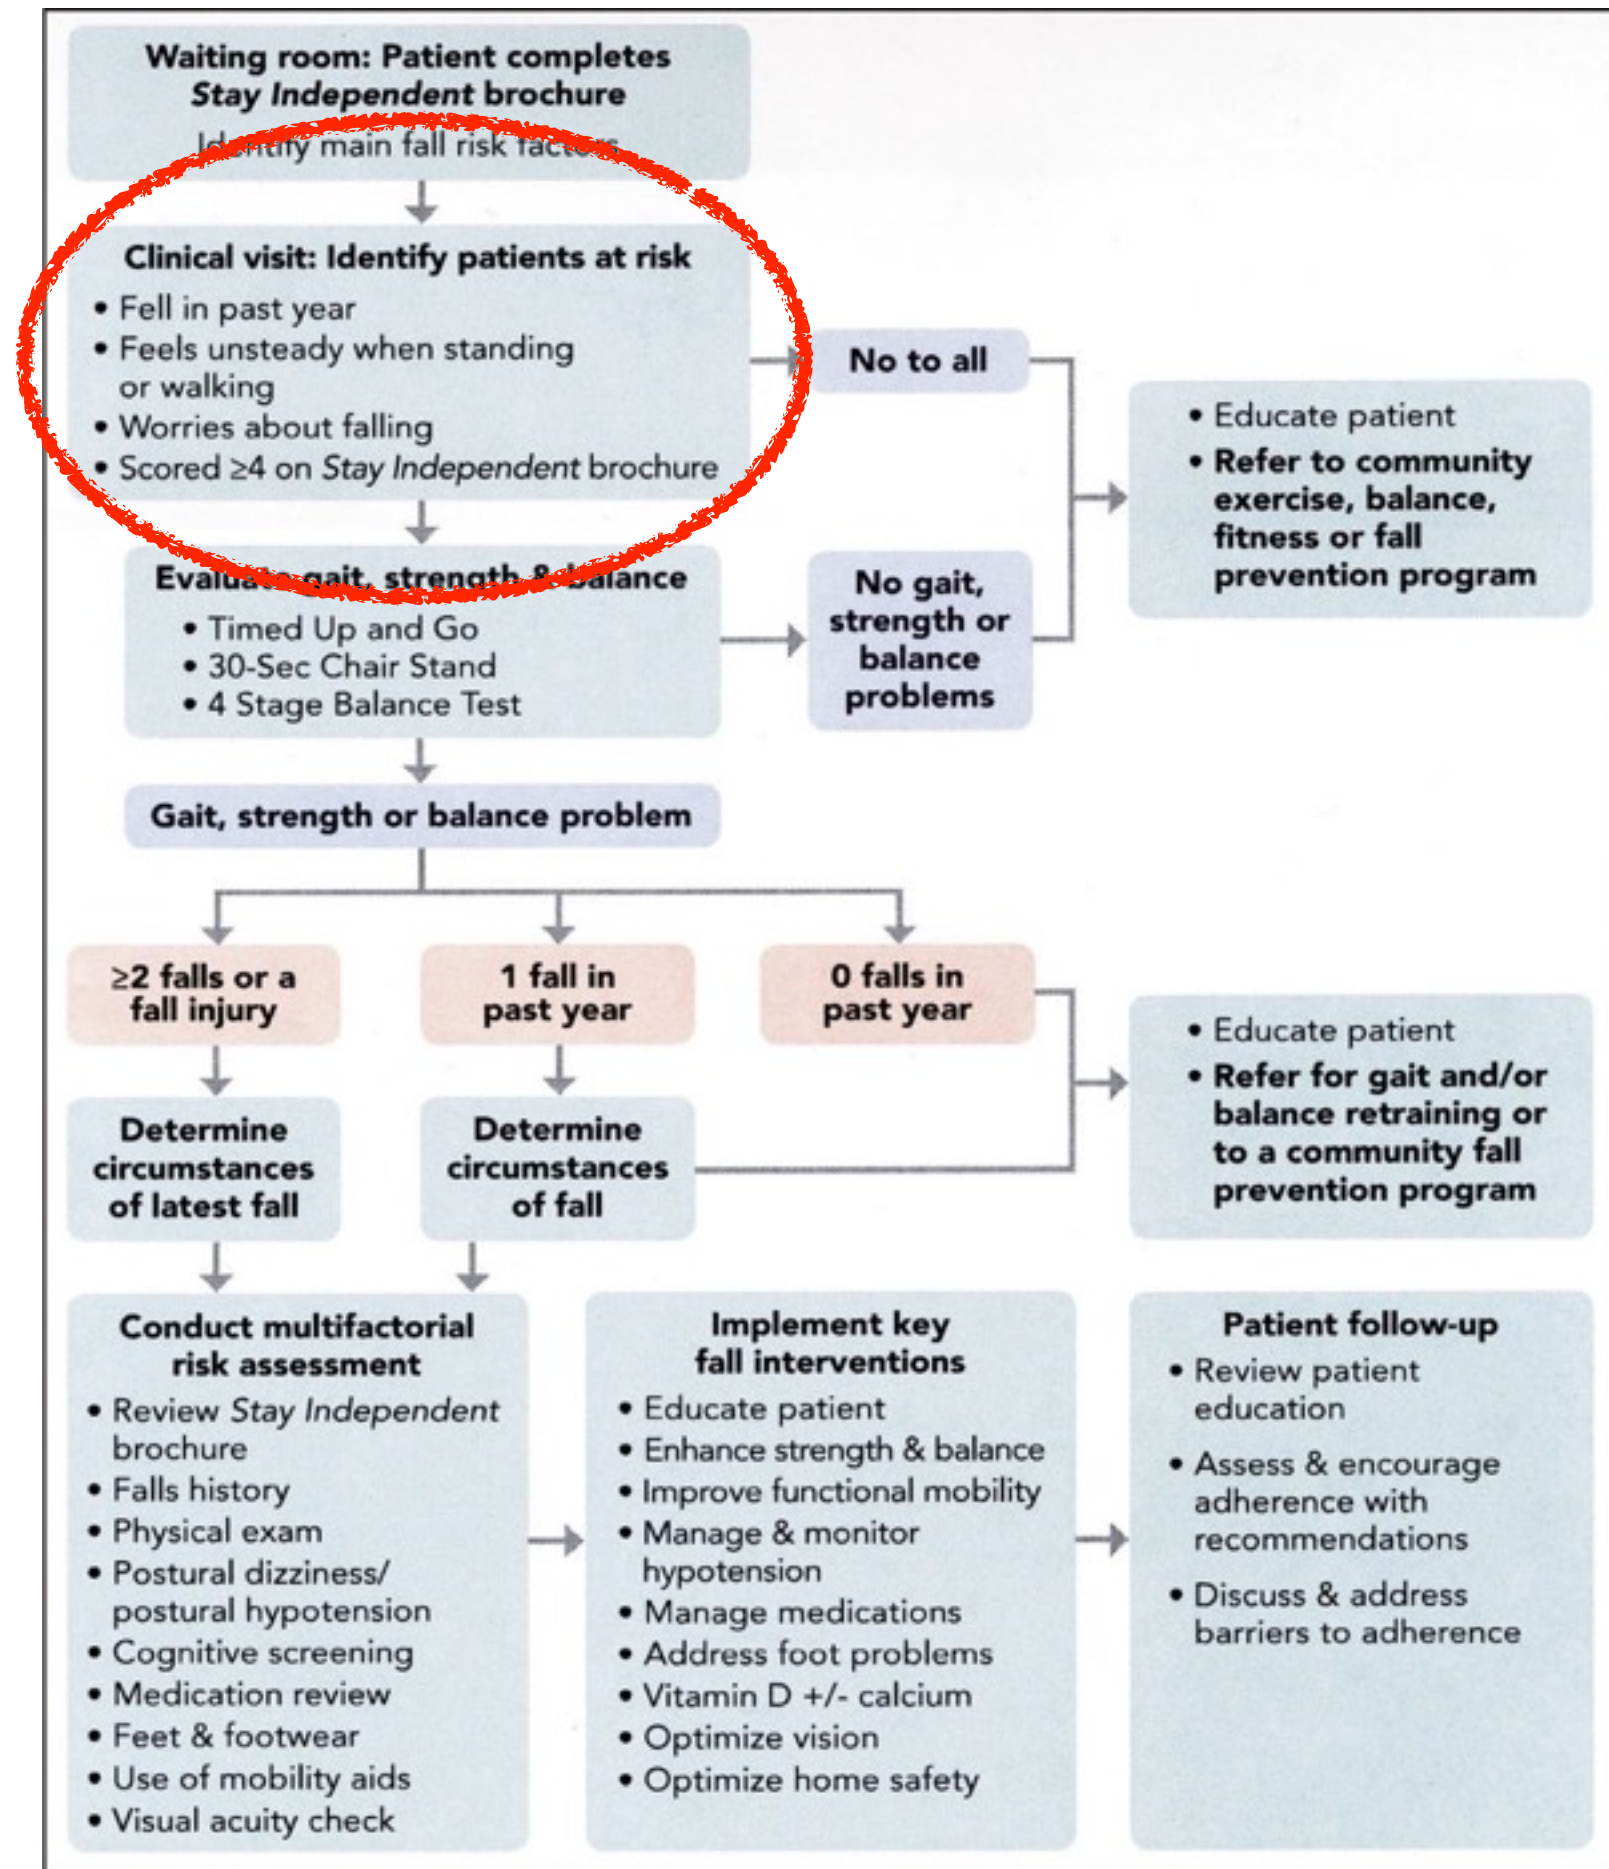 Waiting room: Patient completes
Stay Independent brochure
Identify main fall risk factors
Clinical visit: Identify patients at risk
• Fell in past year
• Feels unsteady when standing
or walking
• Worries about falling
• Scored ≥4 on Stay Independent brochure
No to all
• Educate patient
• Refer to community
exercise, balance,
fitness or fall
prevention program
Evaluate gait, strength & balance
• Timed Up and Go
• 30-Sec Chair Stand
• 4 Stage Balance Test
No gait,
strength or
balance
problems
Gait, strength or balance problem
≥2 falls or a
fall injury
1 fall in
past year
0 falls in
past year
• Educate patient
• Refer for gait and/or
balance retraining or
to a community fall
prevention program
Determine
circumstances
of latest fall
Determine
circumstances
of fall
Conduct multifactorial
risk assessment
• Review Stay Independent
brochure
• Falls history
• Physical exam
• Postural dizziness/
postural hypotension
• Cognitive screening
• Medication review
• Feet & footwear
• Use of mobility aids
• Visual acuity check
Implement key
fall interventions
• Educate patient
• Enhance strength & balance
• Improve functional mobility
• Manage & monitor
hypotension
• Manage medications
• Address foot problems
• Vitamin D +/- calcium
• Optimize vision
• Optimize home safety
Patient follow-up
• Review patient
education
• Assess & encourage
adherence with
recommendations
• Discuss & address
barriers to adherence